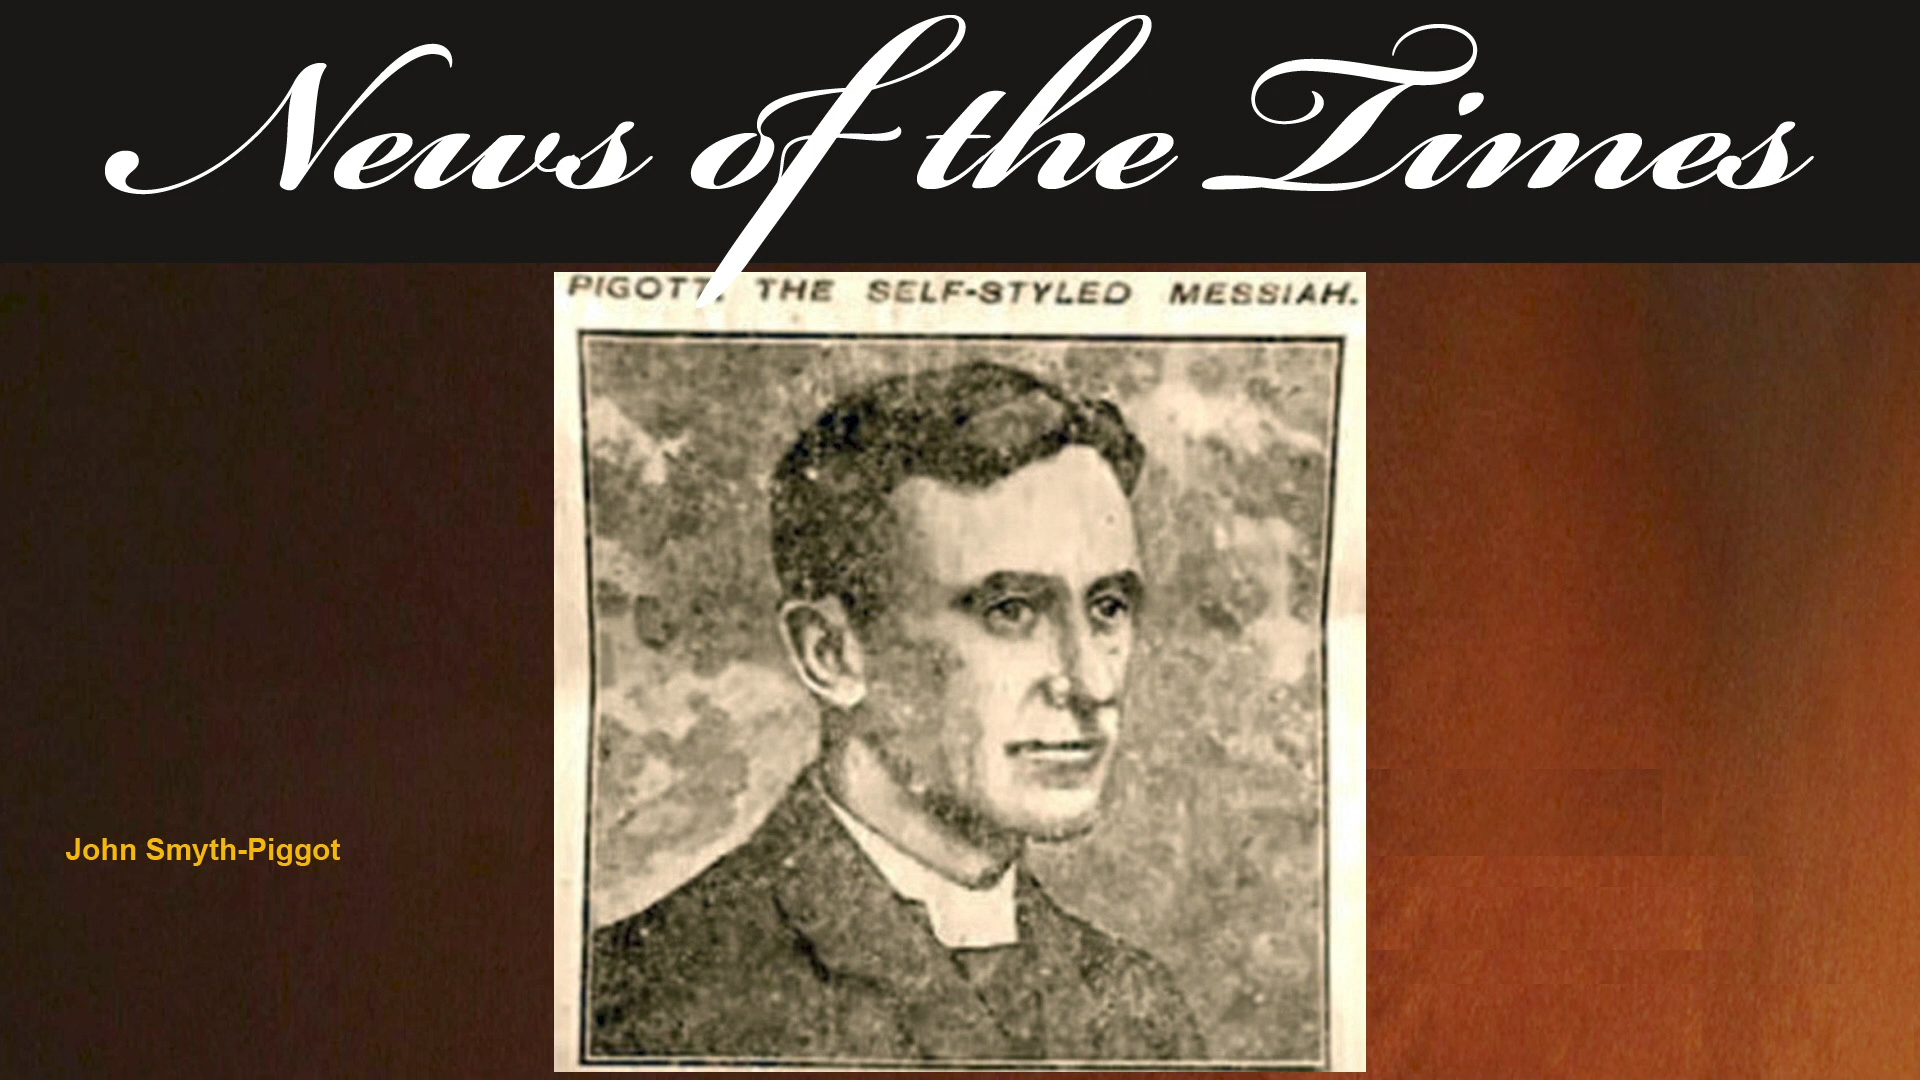 News of the Times
PIGOTT. THE SELF-STYLED MESSIAH.
John Smyth-Piggot